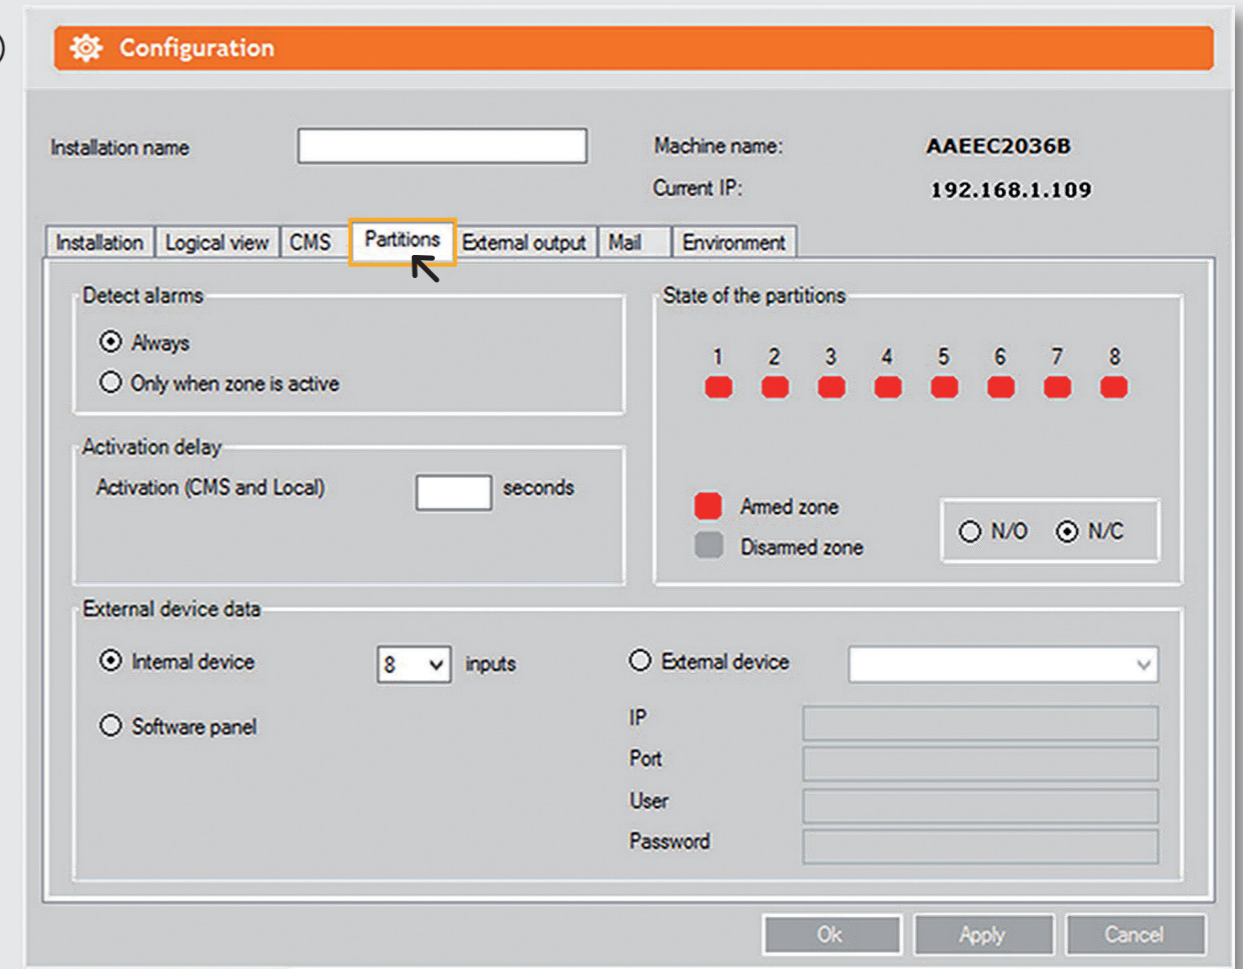 )
Configuration
Installation name
Machine name: AAEEC2036B
Current IP: 192.168.1.109
Installation Logical view CMS Partitions External output Mail Environment
Detect alarms
Always
Only when zone is active
State of the partitions
1 2 3 4 5 6 7 8
Armed zone
Disarmed zone
N/O N/C
Activation delay
Activation (CMS and Local) seconds
External device data
Internal device 8 inputs
Software panel
External device
IP
Port
User
Password
Ok Apply Cancel